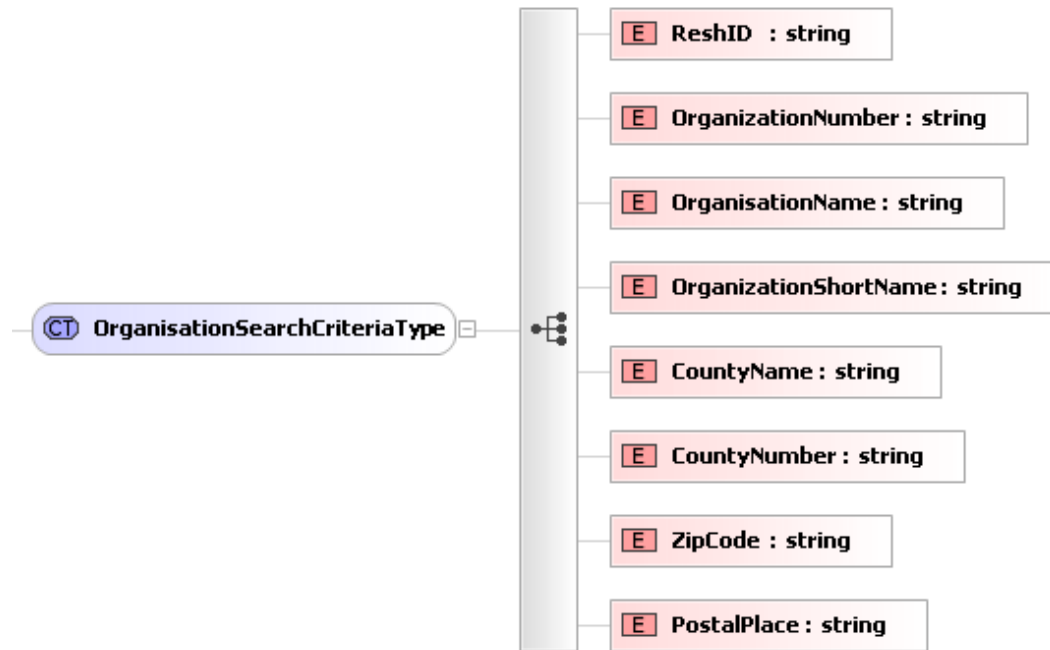 E ReshID : string
E OrganizationNumber : string
E OrganisationName : string
E OrganizationShortName : string
CT OrganisationSearchCriteriaType
E CountyName : string
E CountyNumber : string
E ZipCode : string
E PostalPlace : string